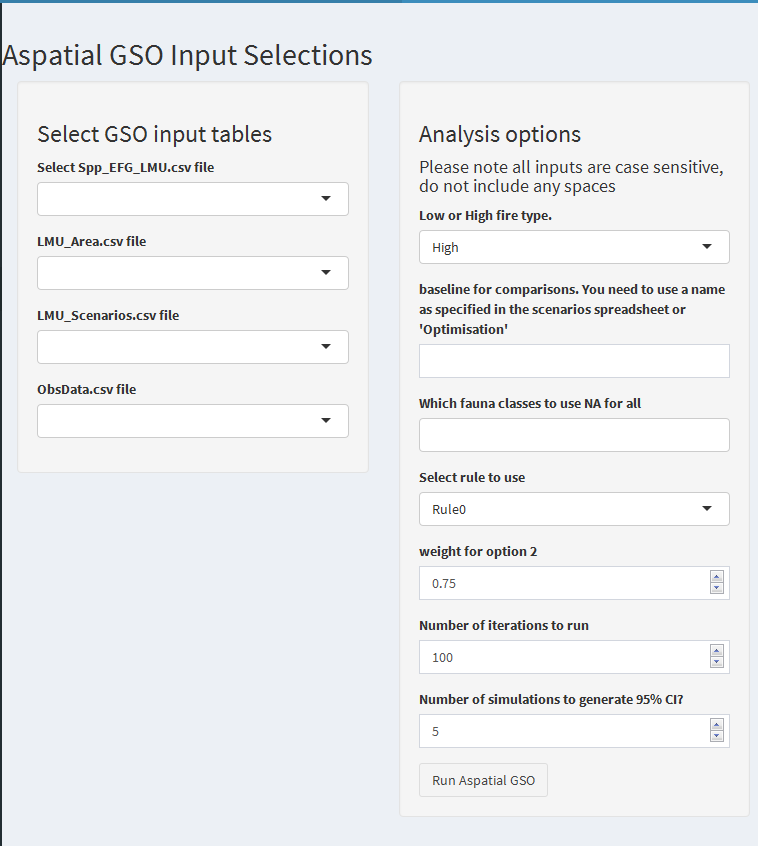 Aspatial GSO Input Selections
Select GSO input tables
Select Spp_EFG_LMU.csv file
LMU_Area.csv file
LMU_Scenarios.csv file
ObsData.csv file
Analysis options
Please note all inputs are case sensitive,
do not include any spaces
Low or High fire type.
High
baseline for comparisons. You need to use a name
as specified in the scenarios spreadsheet or
'Optimisation'
Which fauna classes to use NA for all
Select rule to use
Rule0
weight for option 2
0.75
Number of iterations to run
100
Number of simulations to generate 95% CI?
5
Run Aspatial GSO